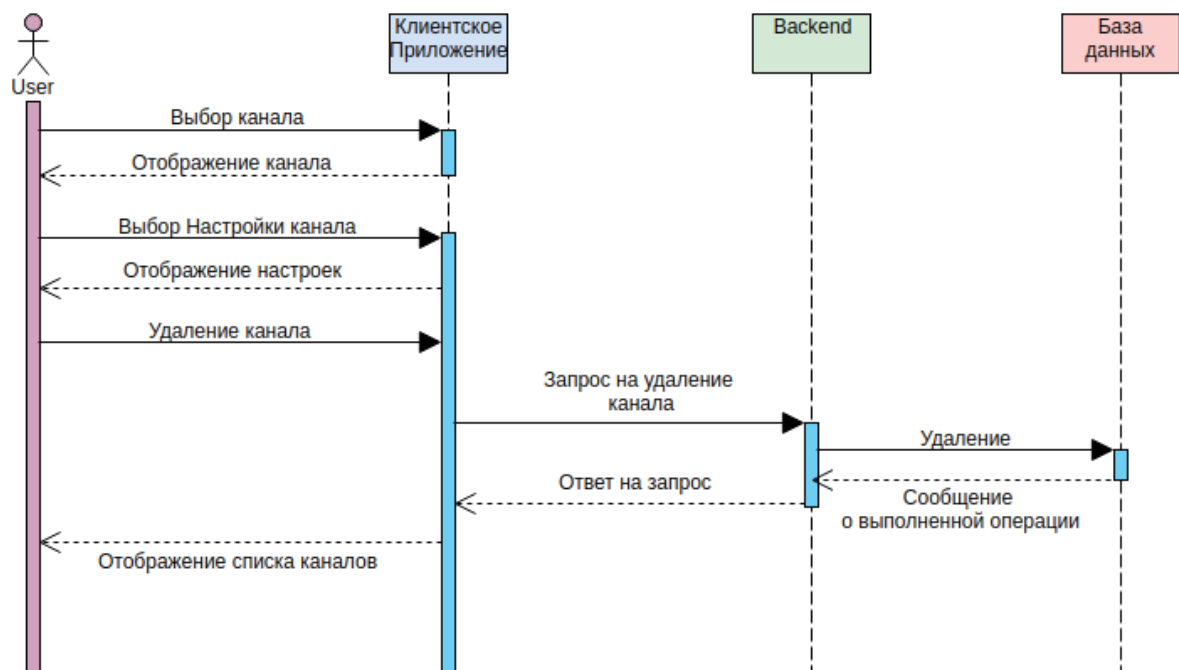 User
Клиентское
Приложение
Backend
База
данных
Выбор канала
Отображение канала
Выбор Настройки канала
Отображение настроек
Удаление канала
Запрос на удаление
канала
Удаление
Ответ на запрос
Сообщение
о выполненной операции
Отображение списка каналов